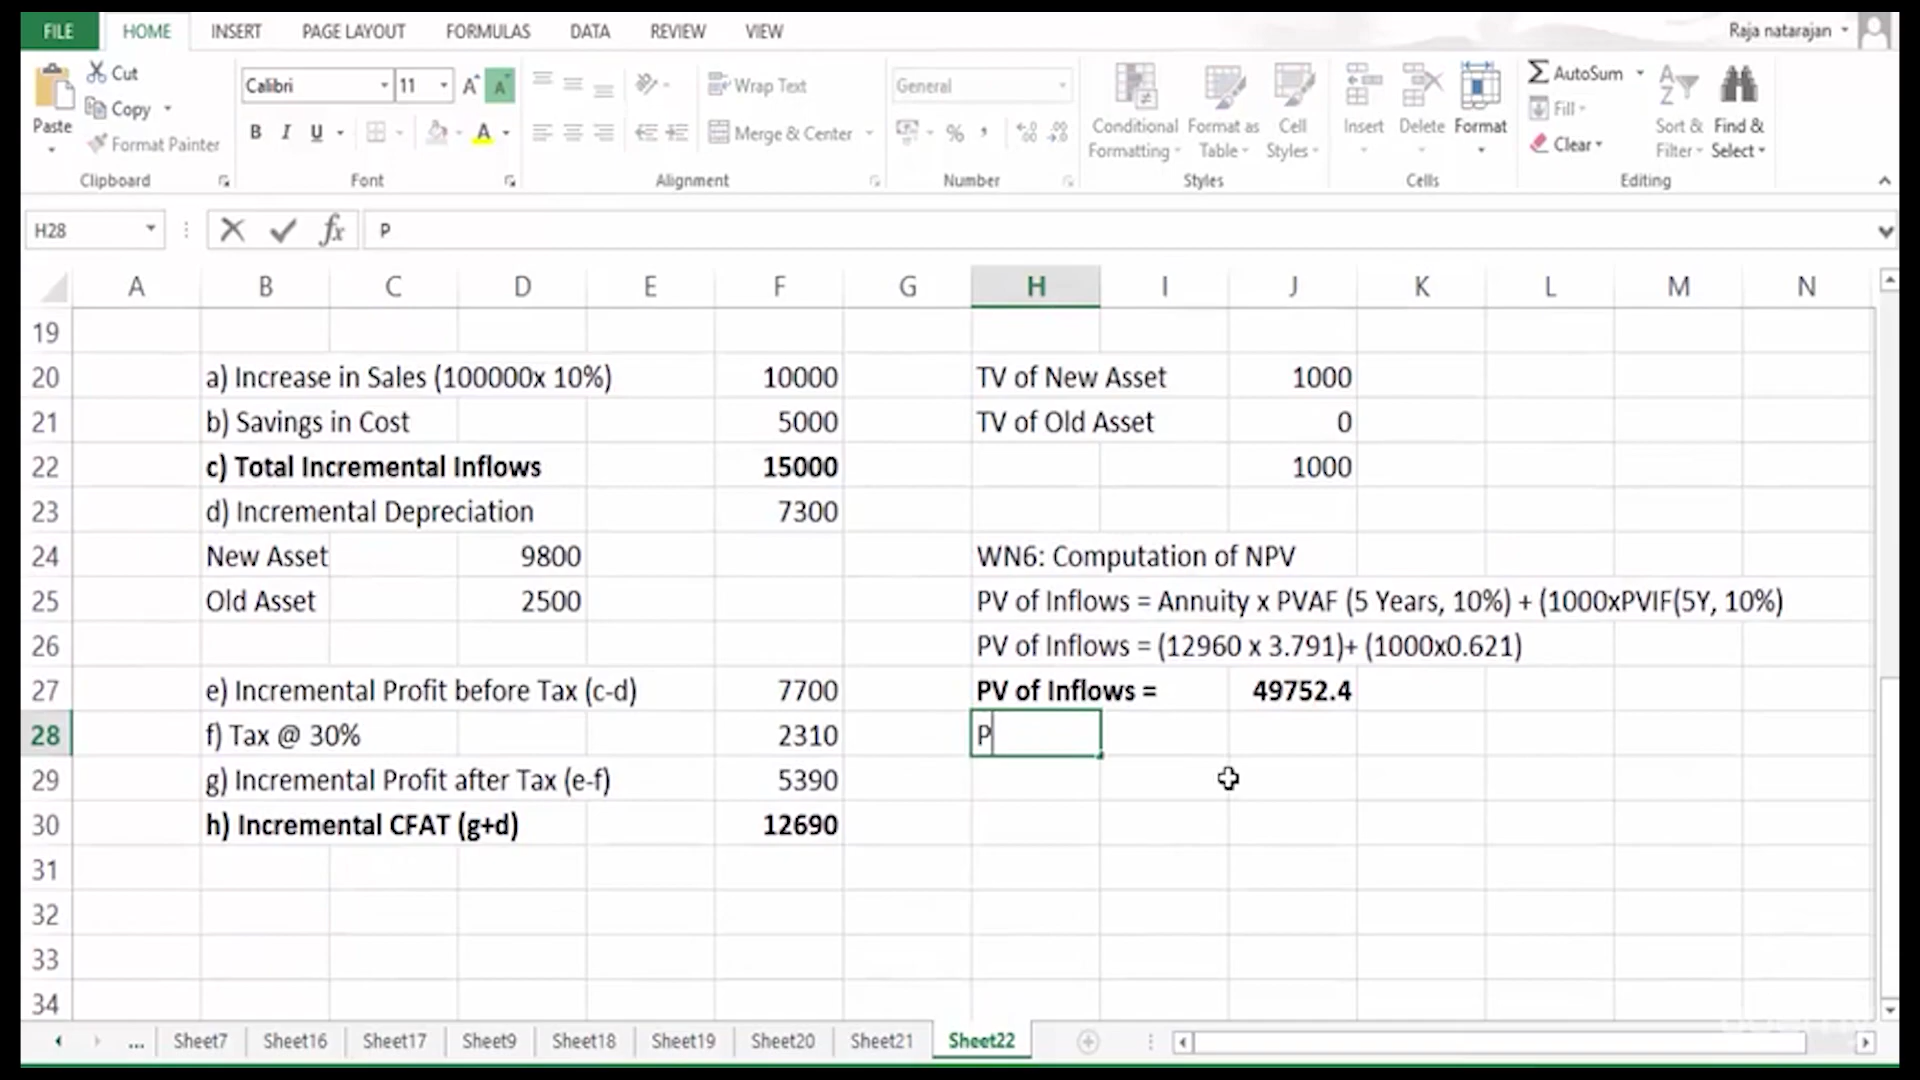 FILE HOME INSERT PAGE LAYOUT FORMULAS DATA REVIEW VIEW Raja natarajan
Cut
Copy
Format Painter
Paste
Clipboard
Calibri 11
B I U
Font
Wrap Text
Merge & Center
Alignment
General
%
Number
Conditional Formatting
Format as Table
Cell Styles
Styles
Insert Delete Format
Cells
AutoSum
Fill
Clear
Sort & Filter
Find & Select
Editing
H28 fx P
A B C D E F G H I J K L M N
19
20 a) Increase in Sales (100000x 10%) 10000 TV of New Asset 1000
21 b) Savings in Cost 5000 TV of Old Asset 0
22 c) Total Incremental Inflows 15000 1000
23 d) Incremental Depreciation 7300
24 New Asset 9800 WN6: Computation of NPV
25 Old Asset 2500 PV of Inflows = Annuity x PVAF (5 Years, 10%) + (1000xPVIF(5Y, 10%)
26 PV of Inflows = (12960 x 3.791)+ (1000x0.621)
27 e) Incremental Profit before Tax (c-d) 7700 PV of Inflows = 49752.4
28 f) Tax @ 30% 2310 P
29 g) Incremental Profit after Tax (e-f) 5390
30 h) Incremental CFAT (g+d) 12690
31
32
33
34
... Sheet7 Sheet16 Sheet17 Sheet9 Sheet18 Sheet19 Sheet20 Sheet21 Sheet22